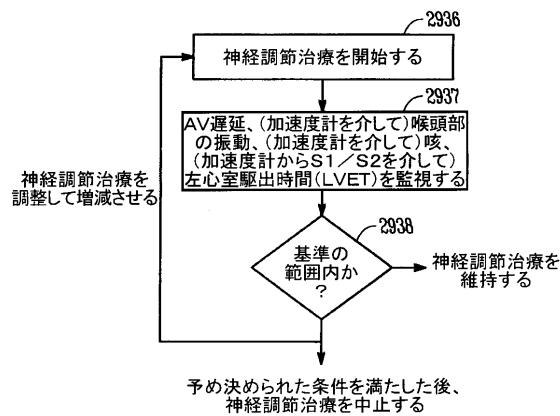 2936
神経調節治療を開始する
2937
AV遅延、(加速度計を介して)喉頭部
の振動、(加速度計を介して)咳、
(加速度計からS1/S2を介して)
左心室駆出時間(LVET)を監視する
神経調節治療を
調整して増減させる
2938
基準の
範囲内か
?
神経調節治療を
維持する
予め決められた条件を満たした後、
神経調節治療を中止する